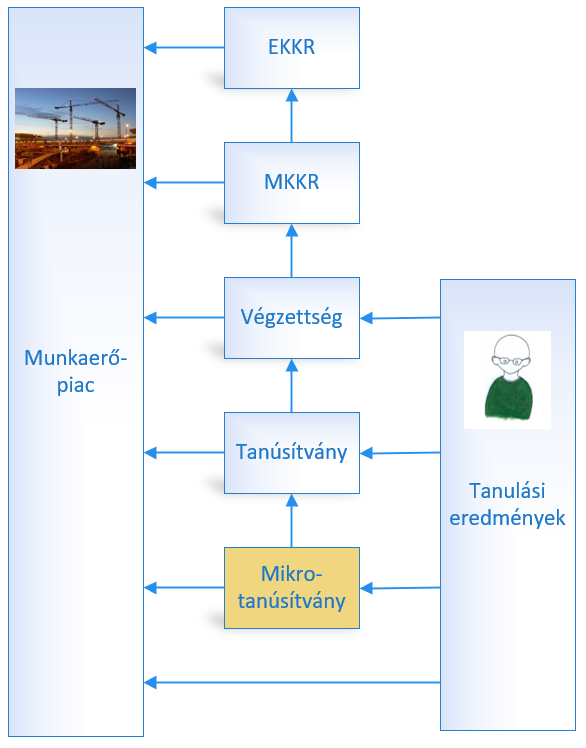 EKKR
MKKR
Végzettség
Munkaerő-
piac
Tanúsítvány
Tanulási
eredmények
Mikro-
tanúsítvány